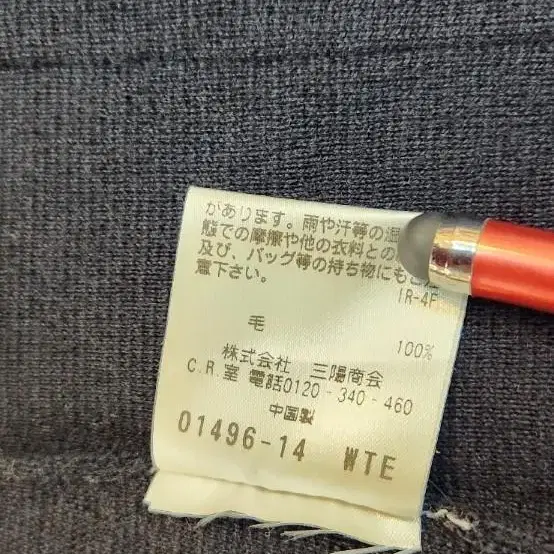 があります。雨や汗等の湿
態での摩擦や他の衣料との
及び、バッグ等の持ち物にも
意下さい。
IR-4F
毛 100%
株式会社 三陽商会
C.R.室 電話0120-340-460
中国製
01496-14 WTE